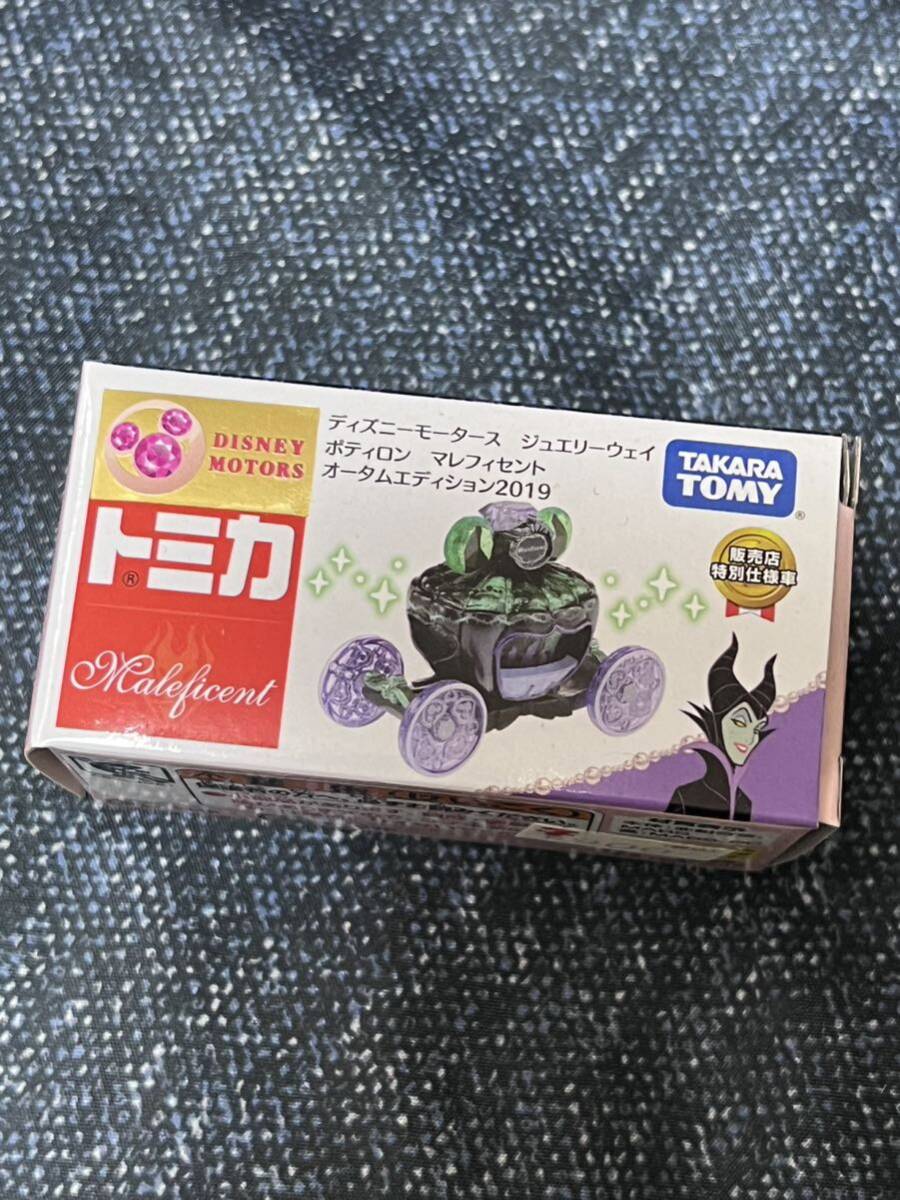 DISNEY
MOTORS
トミカ
®
Maleficent
ディズニーモータース ジュエリーウェイ
ポティロン マレフィセント
オータムエディション2019
TAKARA
TOMY
®
販売店
特別仕様車